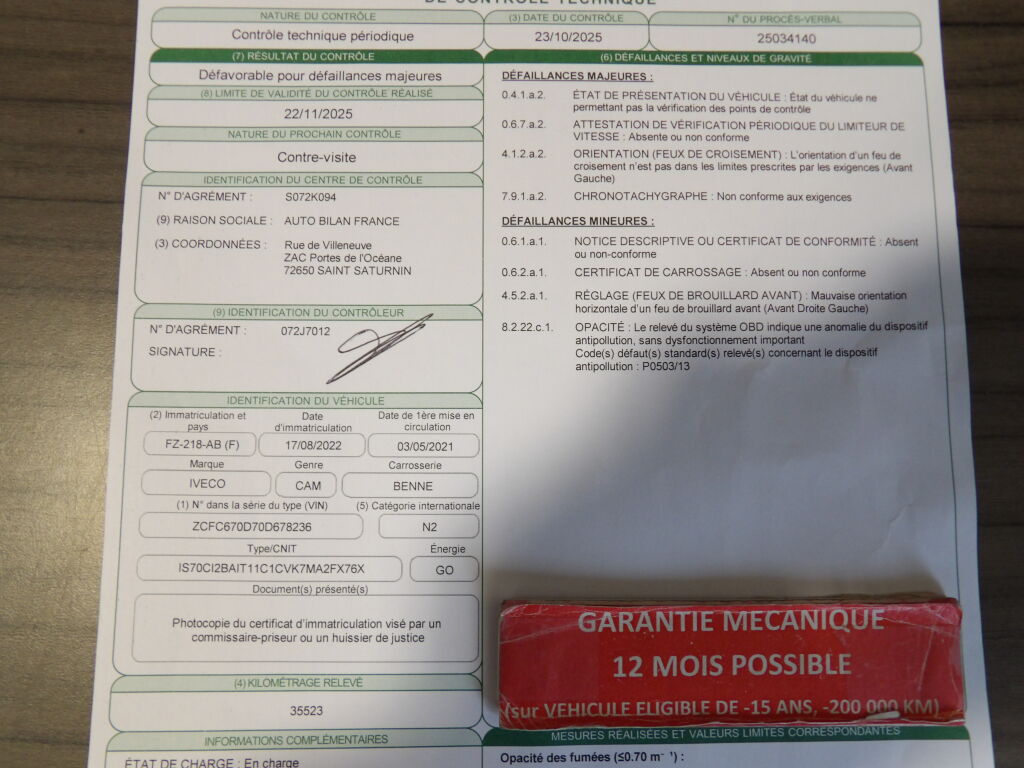 DE CONTRÔLE TECHNIQUE
NATURE DU CONTRÔLE
Contrôle technique périodique
(3) DATE DU CONTRÔLE
23/10/2025
N° DU PROCÈS-VERBAL
25034140
(7) RÉSULTAT DU CONTRÔLE
Défavorable pour défaillances majeures
(8) LIMITE DE VALIDITÉ DU CONTRÔLE RÉALISÉ
22/11/2025
NATURE DU PROCHAIN CONTRÔLE
Contre-visite
IDENTIFICATION DU CENTRE DE CONTRÔLE
N° D'AGRÉMENT : S072K094
(9) RAISON SOCIALE : AUTO BILAN FRANCE
(3) COORDONNÉES : Rue de Villeneuve
ZAC Portes de l'Océane
72650 SAINT SATURNIN
(9) IDENTIFICATION DU CONTRÔLEUR
N° D'AGRÉMENT : 072J7012
SIGNATURE :
IDENTIFICATION DU VÉHICULE
(2) Immatriculation et
pays
Date
d'immatriculation
Date de 1ère mise en
circulation
FZ-218-AB (F)
17/08/2022
03/05/2021
Marque
Genre
Carrosserie
IVECO
CAM
BENNE
(1) N° dans la série du type (VIN)
(5) Catégorie internationale
ZCFC670D70D678236
N2
Type/CNIT
Énergie
IS70CI2BAIT11C1CVK7MA2FX76X
GO
Document(s) présenté(s)
Photocopie du certificat d'immatriculation visé par un
commissaire-priseur ou un huissier de justice
(4) KILOMÉTRAGE RELEVÉ
35523
INFORMATIONS COMPLÉMENTAIRES
ÉTAT DE CHARGE : En charge
(6) DÉFAILLANCES ET NIVEAUX DE GRAVITÉ
DÉFAILLANCES MAJEURES :
0.4.1.a.2. ÉTAT DE PRÉSENTATION DU VÉHICULE : État du véhicule ne
permettant pas la vérification des points de contrôle
0.6.7.a.2. ATTESTATION DE VÉRIFICATION PÉRIODIQUE DU LIMITEUR DE
VITESSE : Absente ou non conforme
4.1.2.a.2. ORIENTATION (FEUX DE CROISEMENT) : L'orientation d'un feu de
croisement n'est pas dans les limites prescrites par les exigences (Avant
Gauche)
7.9.1.a.2. CHRONOTACHYGRAPHE : Non conforme aux exigences
DÉFAILLANCES MINEURES :
0.6.1.a.1. NOTICE DESCRIPTIVE OU CERTIFICAT DE CONFORMITÉ : Absent
ou non-conforme
0.6.2.a.1. CERTIFICAT DE CARROSSAGE : Absent ou non conforme
4.5.2.a.1. RÉGLAGE (FEUX DE BROUILLARD AVANT) : Mauvaise orientation
horizontale d'un feu de brouillard avant (Avant Droite Gauche)
8.2.22.c.1. OPACITÉ : Le relevé du système OBD indique une anomalie du dispositif
antipollution, sans dysfonctionnement important
Code(s) défaut(s) standard(s) relevé(s) concernant le dispositif
antipollution : P0503/13
GARANTIE MECANIQUE
12 MOIS POSSIBLE
(sur VEHICULE ELIGIBLE DE -15 ANS, -200 000 KM)
MESURES RÉALISÉES ET VALEURS LIMITES CORRESPONDANTES
Opacité des fumées (≤0.70 m⁻¹) :